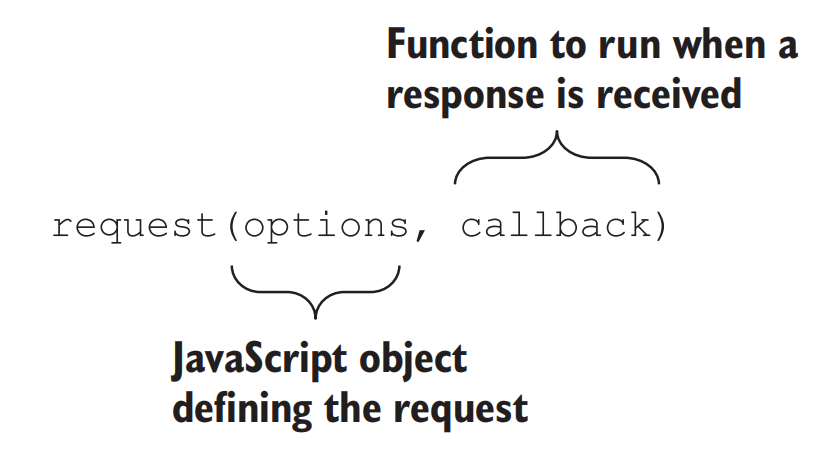 Function to run when a
response is received
request(options, callback)
JavaScript object
defining the request